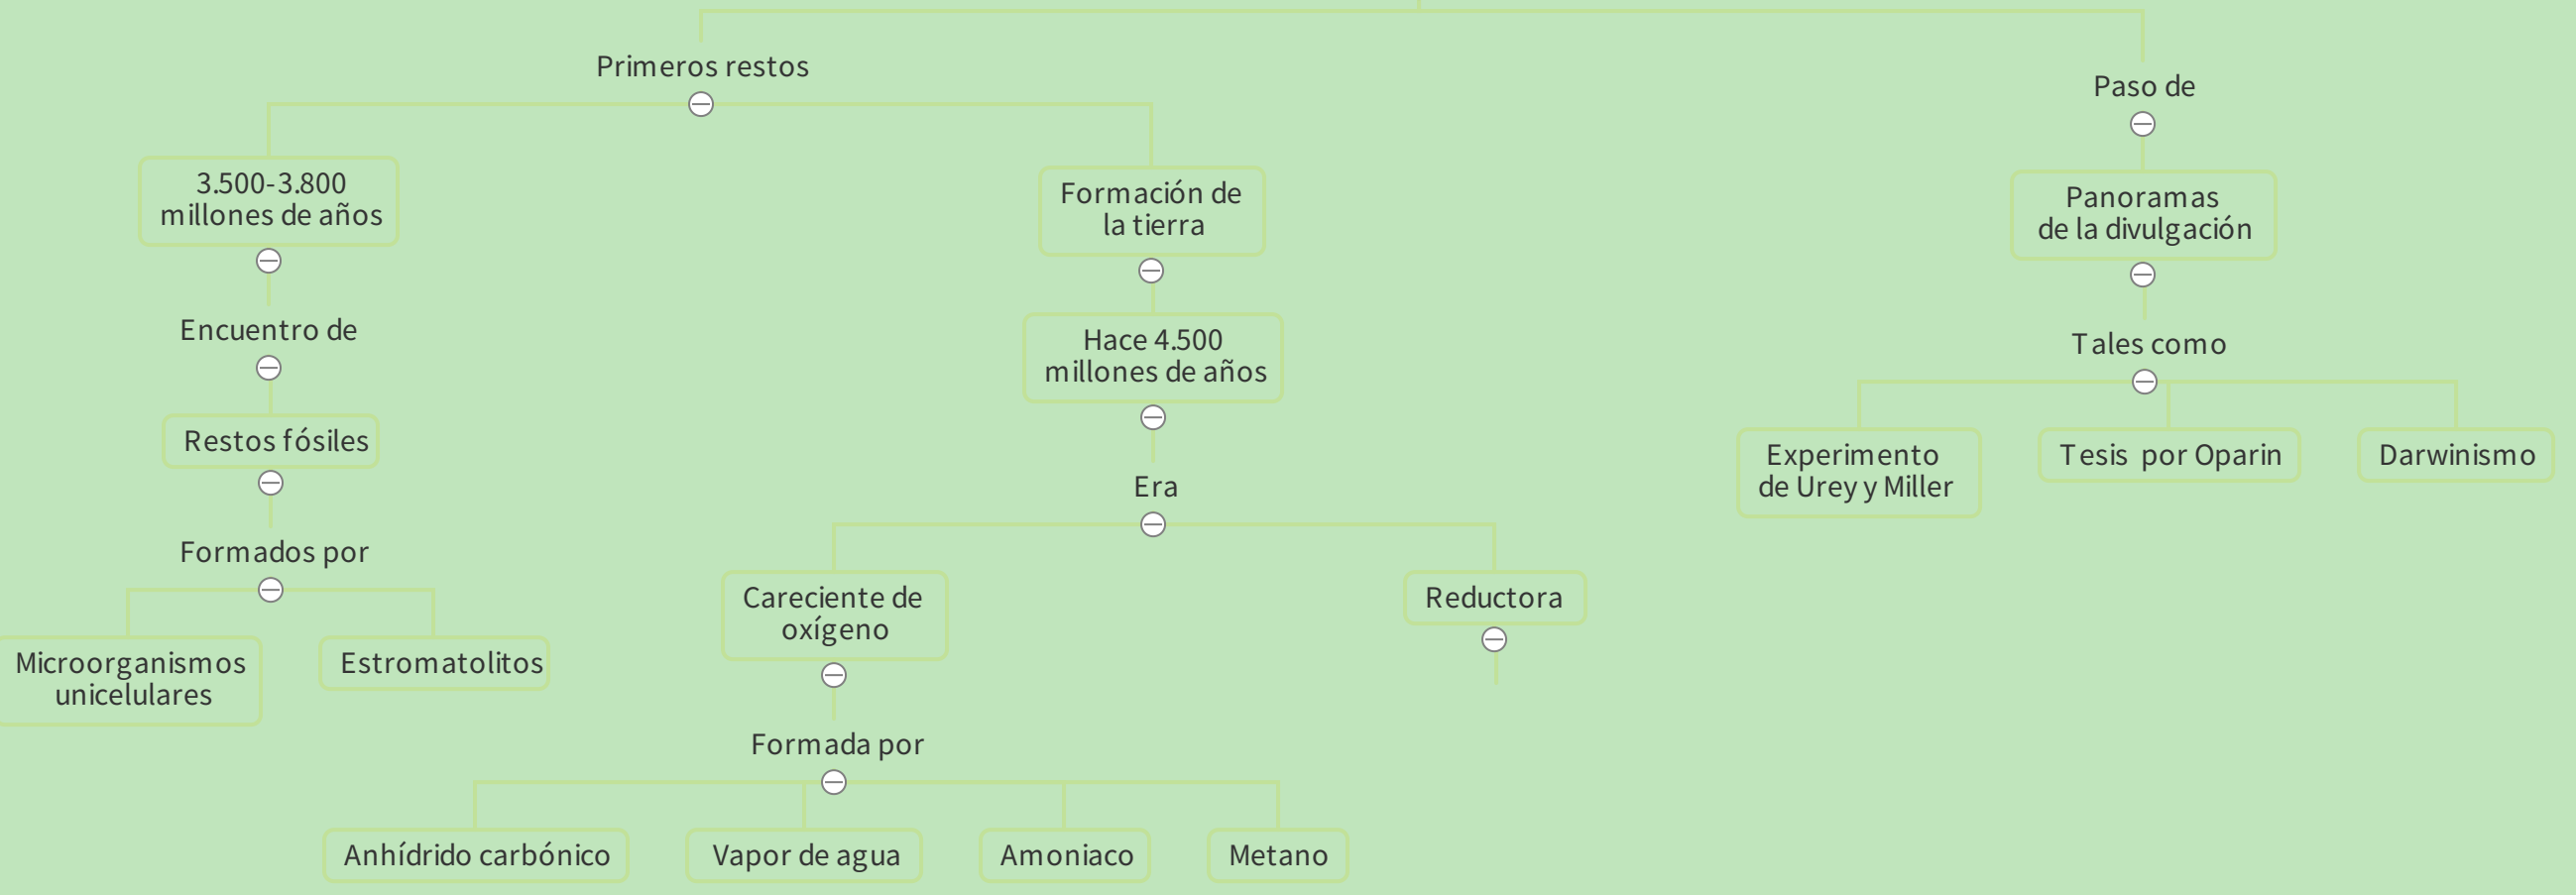 Primeros restos
Paso de
3.500-3.800
millones de años
Formación de
la tierra
Panoramas
de la divulgación
Encuentro de
Hace 4.500
millones de años
Tales como
Restos fósiles
Era
Experimento
de Urey y Miller
Tesis por Oparin
Darwinismo
Formados por
Careciente de
oxígeno
Reductora
Microorganismos
unicelulares
Estromatolitos
Formada por
Anhídrido carbónico
Vapor de agua
Amoniaco
Metano